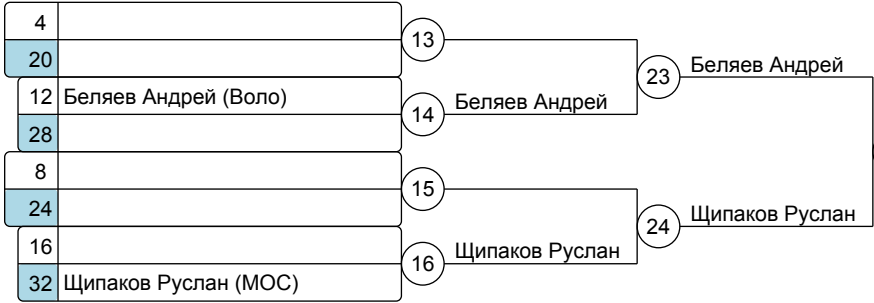 4
13
20
Беляев Андрей
23
12 Беляев Андрей (Воло)
14
Беляев Андрей
28
8
15
24
Щипаков Руслан
24
16
16
Щипаков Руслан
32 Щипаков Руслан (МОС)